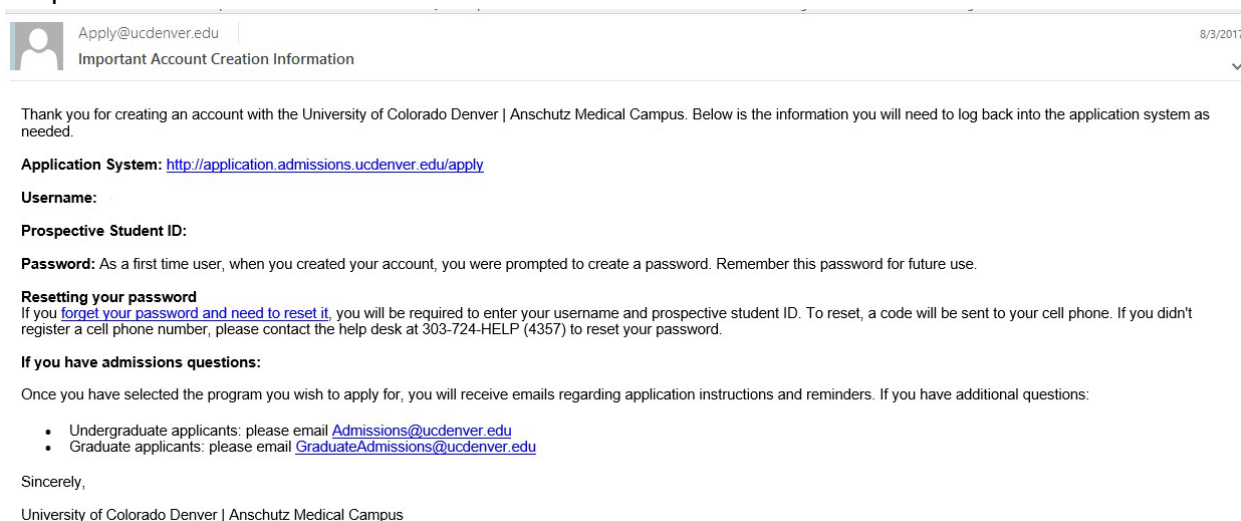 Apply@ucdenver.edu
8/3/2017
Important Account Creation Information
Thank you for creating an account with the University of Colorado Denver | Anschutz Medical Campus. Below is the information you will need to log back into the application system as
needed.
Application System: http://application.admissions.ucdenver.edu/apply
Username:
Prospective Student ID:
Password: As a first time user, when you created your account, you were prompted to create a password. Remember this password for future use.
Resetting your password
If you forget your password and need to reset it, you will be required to enter your username and prospective student ID. To reset, a code will be sent to your cell phone. If you didn't
register a cell phone number, please contact the help desk at 303-724-HELP (4357) to reset your password.
If you have admissions questions:
Once you have selected the program you wish to apply for, you will receive emails regarding application instructions and reminders. If you have additional questions:
• Undergraduate applicants: please email Admissions@ucdenver.edu
• Graduate applicants: please email GraduateAdmissions@ucdenver.edu
Sincerely,
University of Colorado Denver | Anschutz Medical Campus